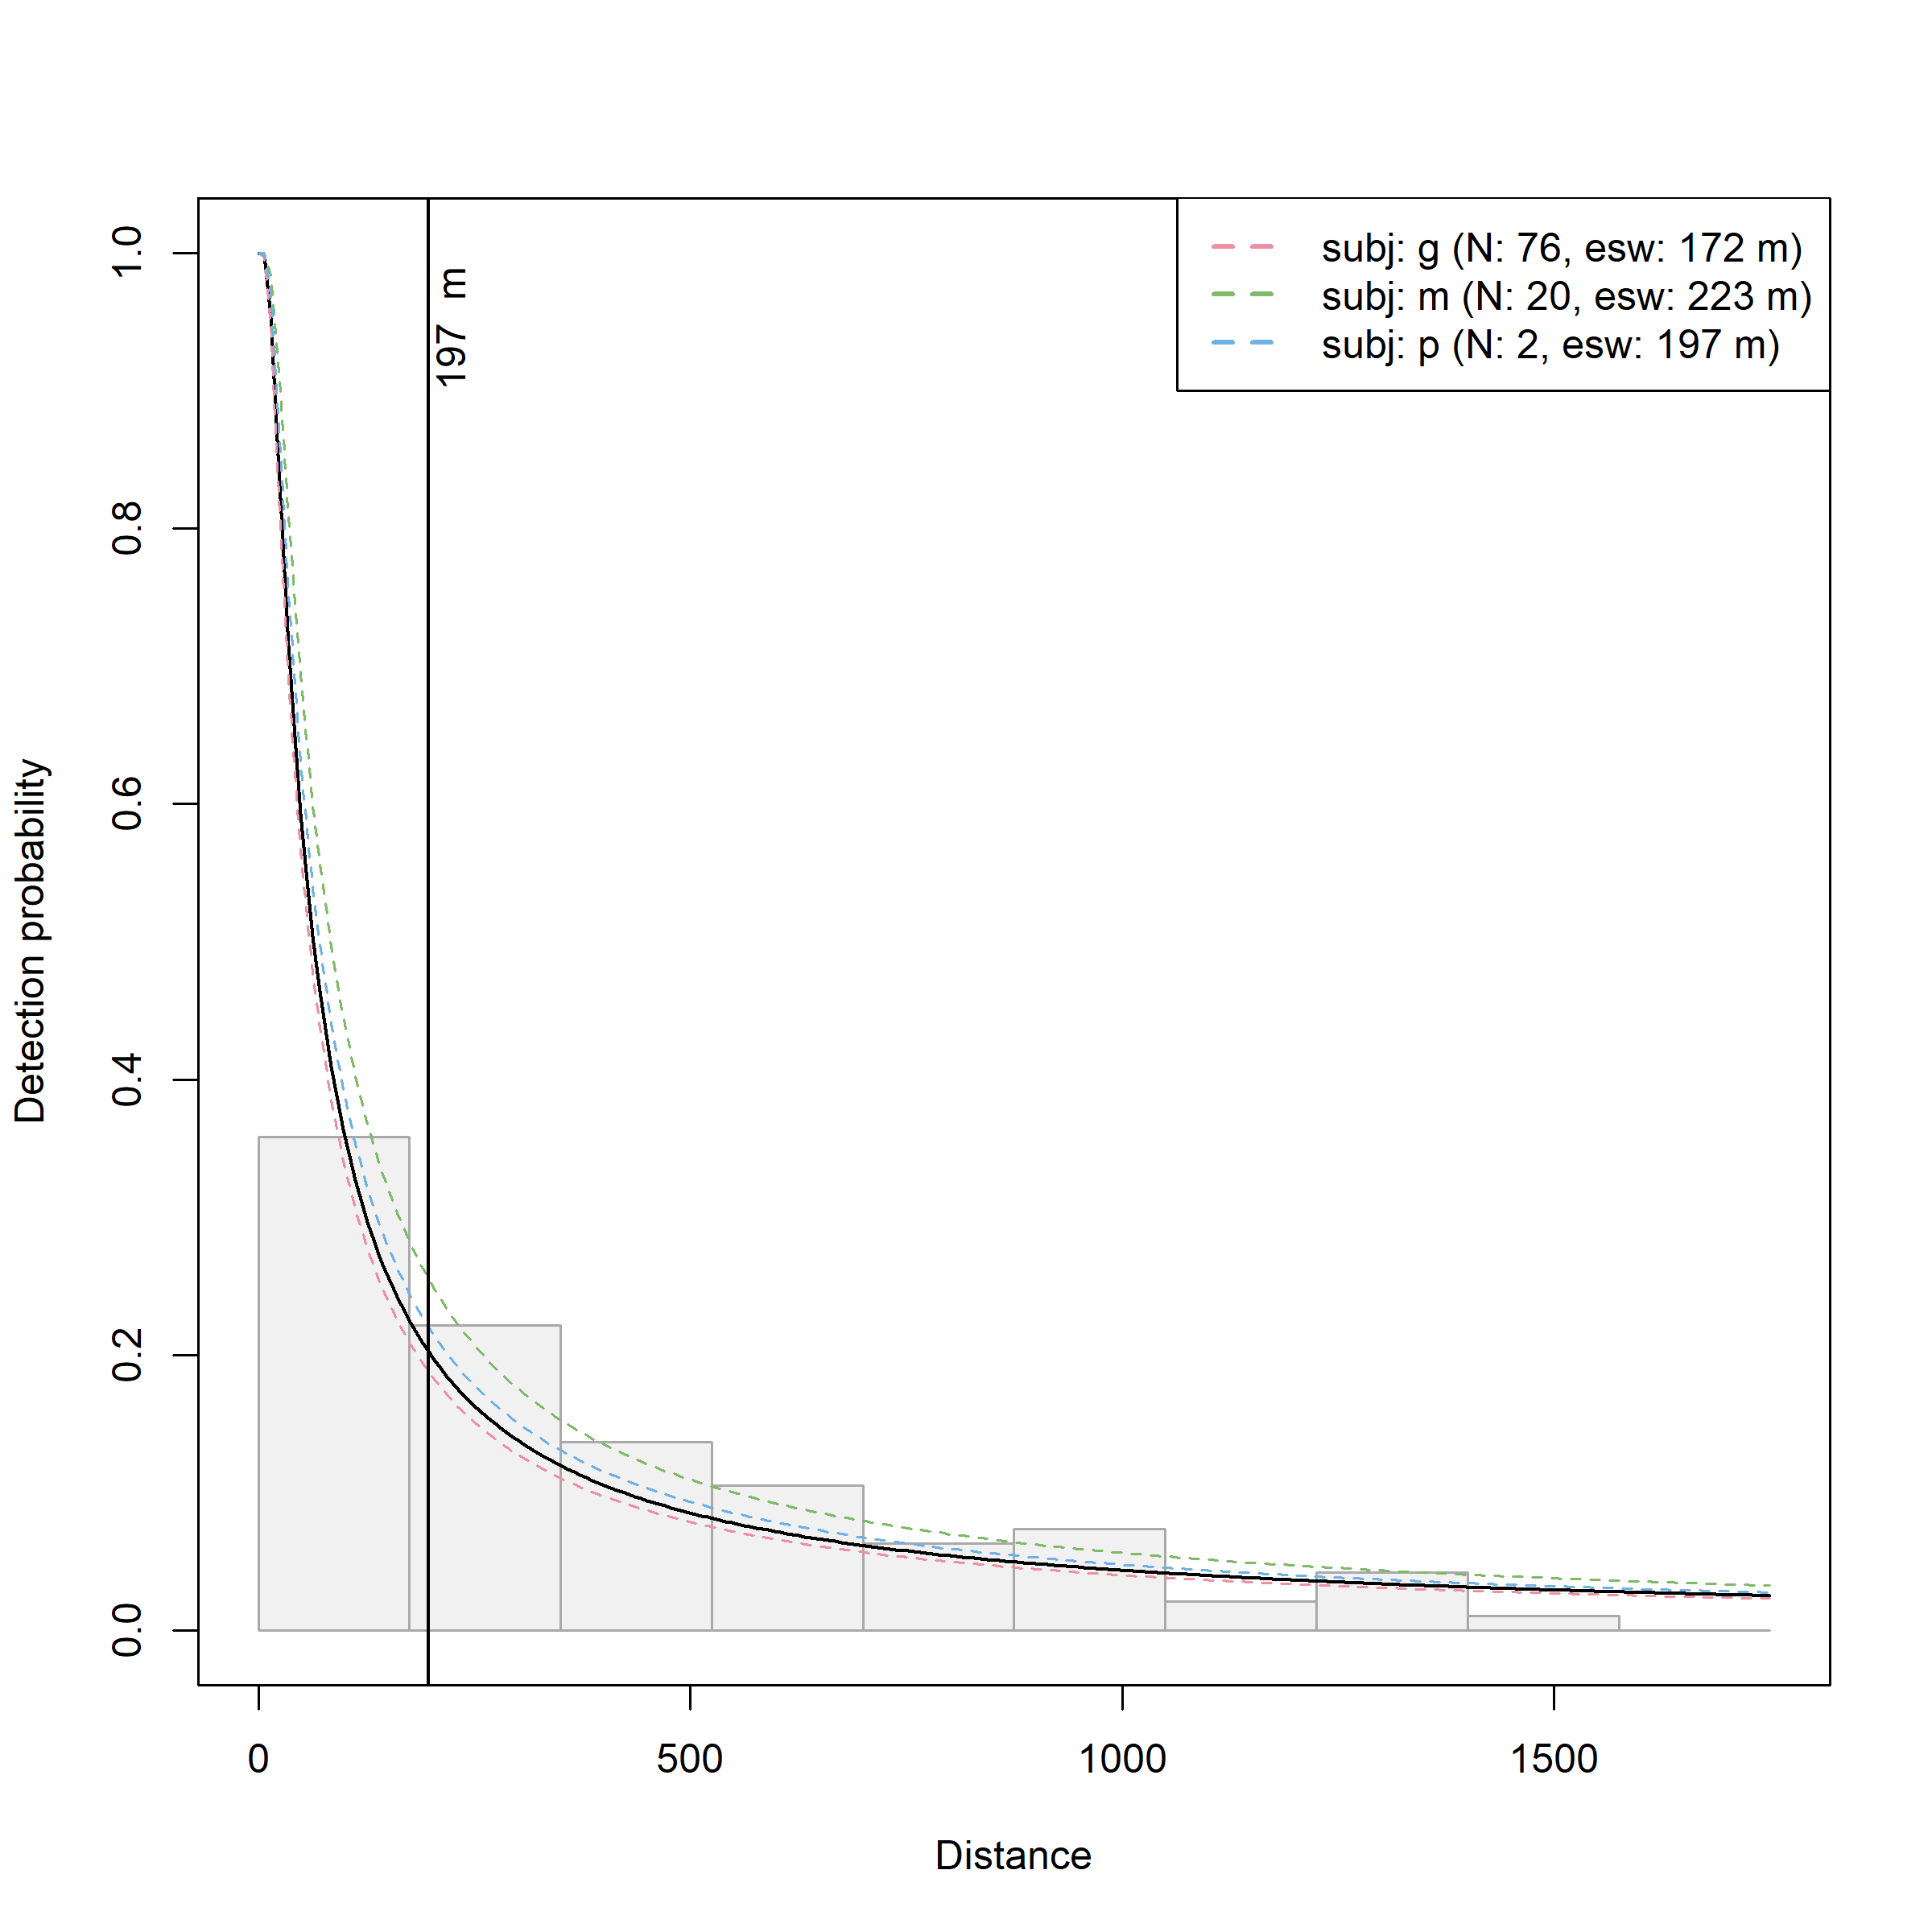 subj: g (N: 76, esw: 172 m)
subj: m (N: 20, esw: 223 m)
subj: p (N: 2, esw: 197 m)
197 m
Detection probability
1.0
0.8
0.6
0.4
0.2
0.0
0 500 1000 1500
Distance